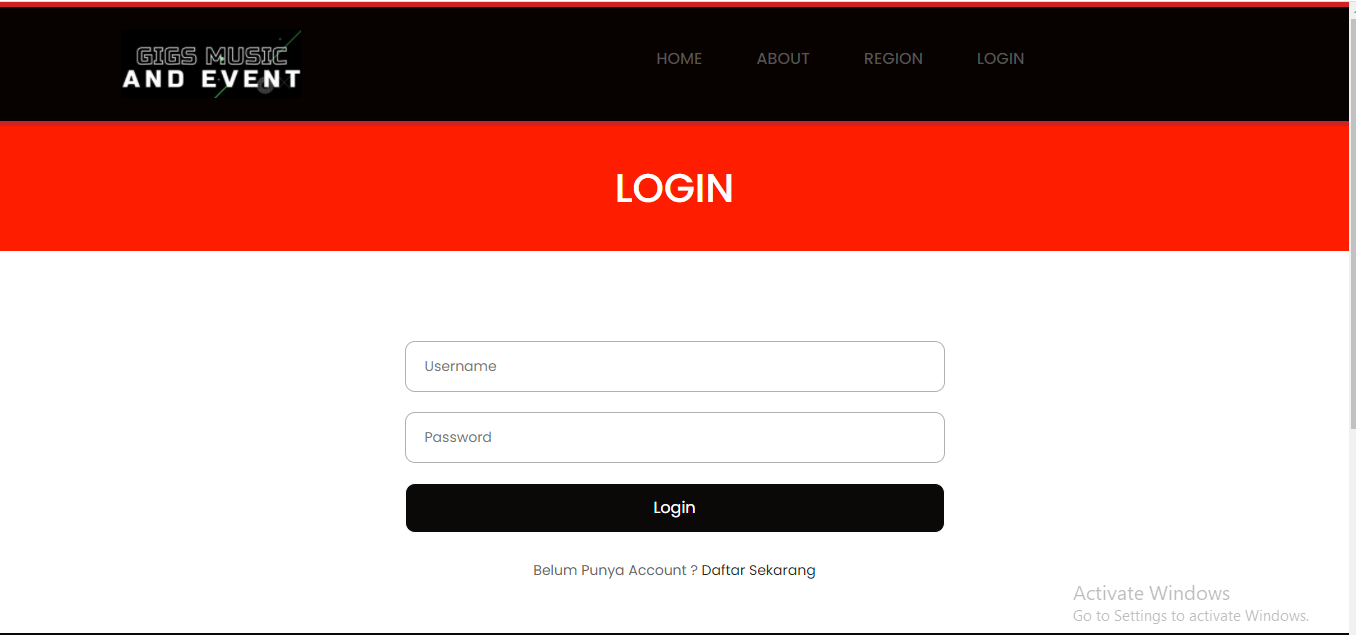 GIGS MUSIC
AND EVENT
HOME ABOUT REGION LOGIN
LOGIN
Username
Password
Login
Belum Punya Account ? Daftar Sekarang
Activate Windows
Go to Settings to activate Windows.